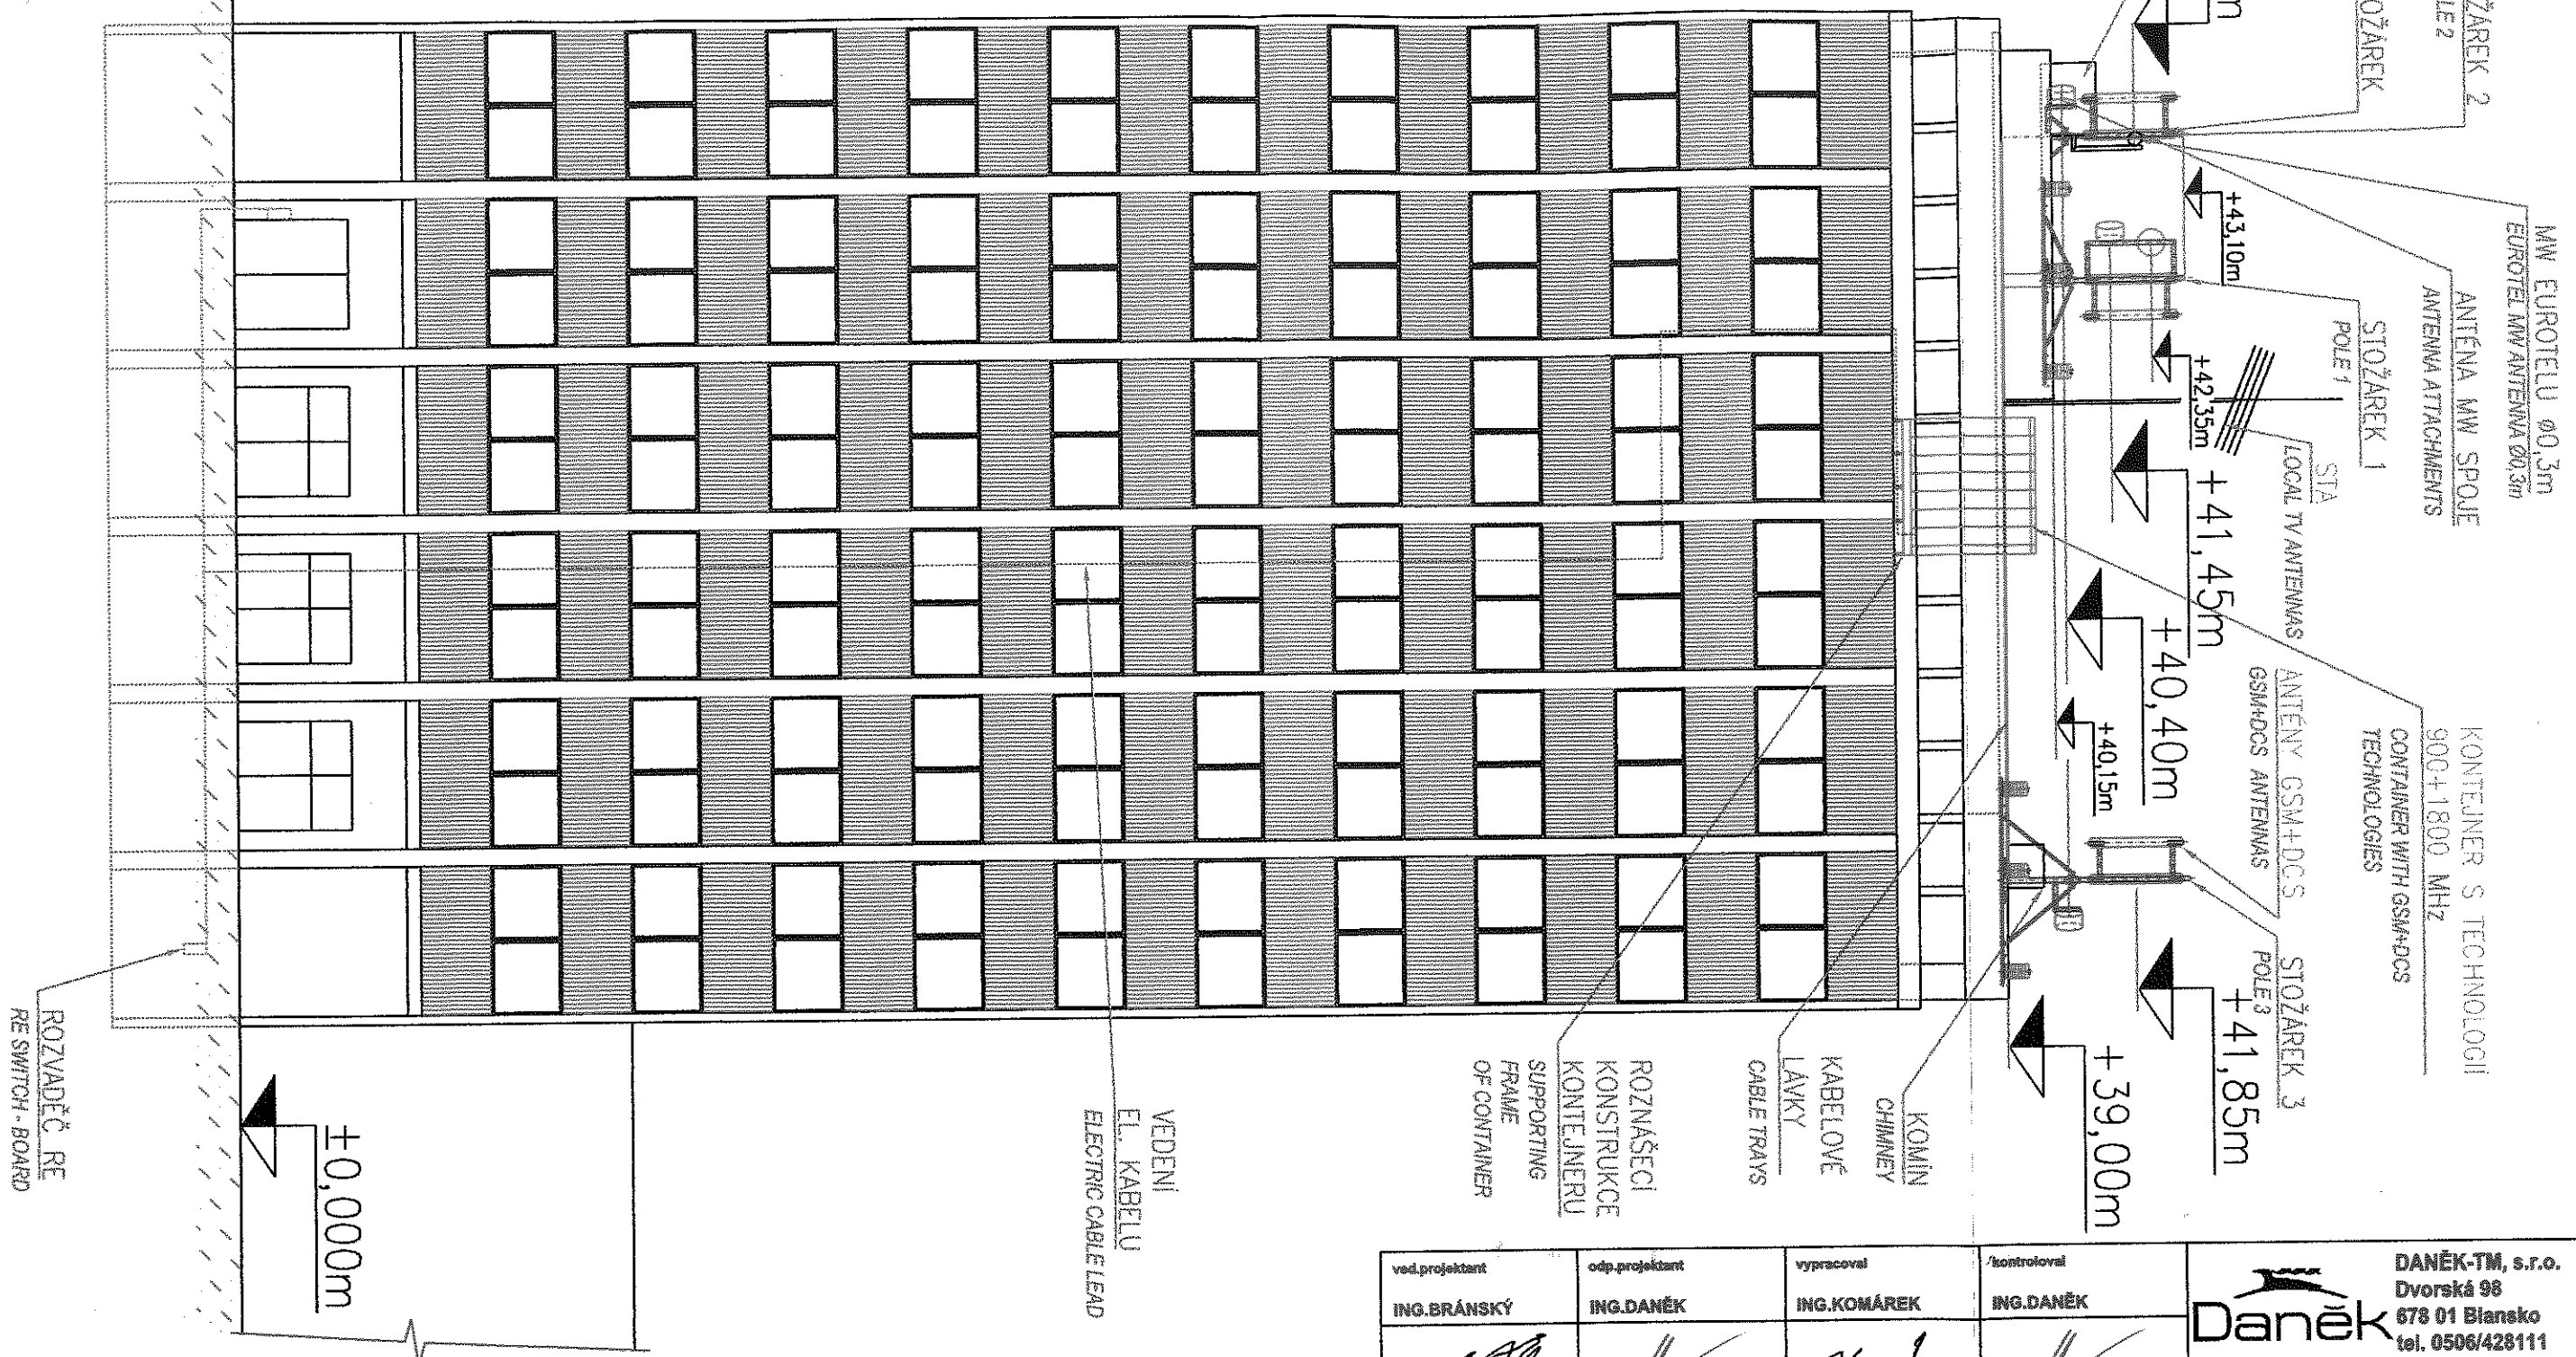 ŽÁREK 2
LE 2
OŽÁREK
m
+43,10m
MW EUROTELU ø0,3m
EUROTEL MW ANTENNA Ø0,3m
ANTÉNA MW SPOJE
ANTENNA ATTACHMENTS
STOŽÁREK 1
POLE 1
+42,35m
STA
LOCAL TV ANTENNAS
+41,45m
+40,40m
+40,15m
KONTEJNER S TECHNOLOGIÍ
900+1800 MHz
CONTAINER WITH GSM+DCS
TECHNOLOGIES
ANTÉNY GSM+DCS
GSM+DCS ANTENNAS
STOŽÁREK 3
POLE 3
+41,85m
+39,00m
KOMÍN
CHIMNEY
KABELOVÉ
LÁVKY
CABLE TRAYS
ROZNÁŠECÍ
KONSTRUKCE
KONTEJNERU
SUPPORTING
FRAME
OF CONTAINER
VEDENÍ
EL. KABELU
ELECTRIC CABLE LEAD
±0,000m
ROZVADĚČ RE
RE SWITCH - BOARD
ved.projektant
ING.BRÁNSKÝ
odp.projektant
ING.DANĚK
vypracoval
ING.KOMÁREK
kontroloval
ING.DANĚK
Daněk
DANĚK-TM, s.r.o.
Dvorská 98
678 01 Blansko
tel. 0506/428111